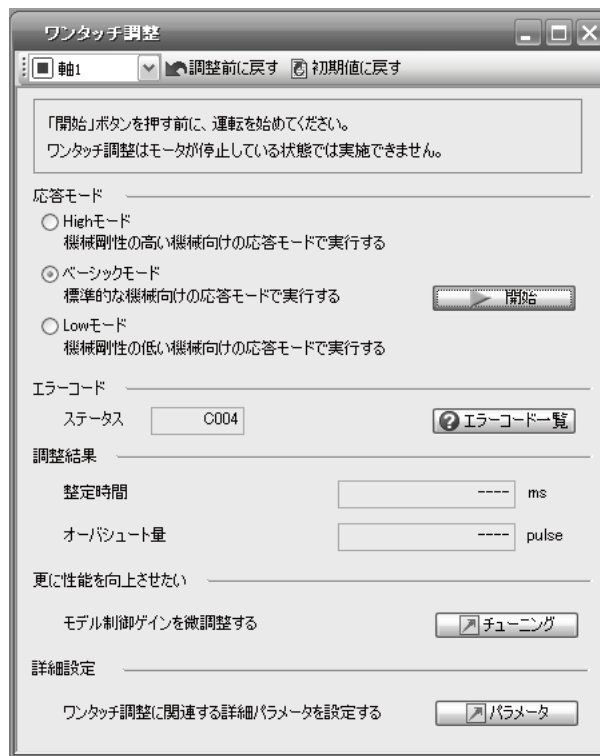 ワンタッチ調整
軸1 調整前に戻す 初期値に戻す
「開始」ボタンを押す前に、運転を始めてください。
ワンタッチ調整はモータが停止している状態では実施できません。
応答モード
Highモード
機械剛性の高い機械向けの応答モードで実行する
ベーシックモード
標準的な機械向けの応答モードで実行する
開始
Lowモード
機械剛性の低い機械向けの応答モードで実行する
エラーコード
ステータス C004 エラーコード一覧
調整結果
整定時間 ---- ms
オーバシュート量 ---- pulse
更に性能を向上させたい
モデル制御ゲインを微調整する チューニング
詳細設定
ワンタッチ調整に関連する詳細パラメータを設定する パラメータ